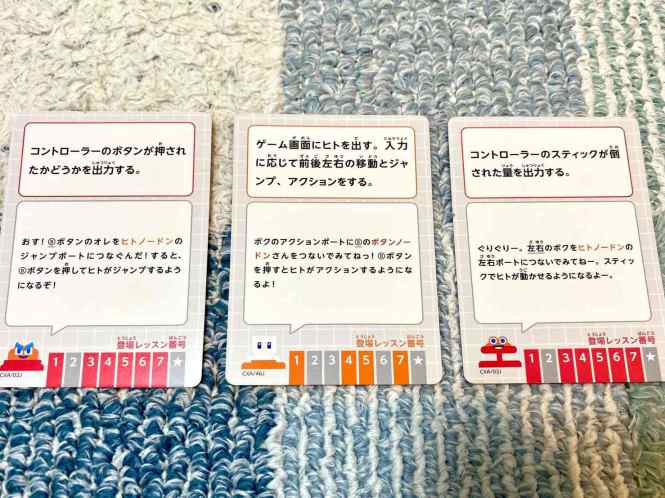 コントローラーのボタンが押され
たかどうかを出力する。
おす！Ⓑボタンのオレをヒトノードンの
ジャンプポートにつなぐんだ！すると、
Ⓑボタンを押してヒトがジャンプするよう
になるぞ！
登場レッスン番号
1 2 3 4 5 6 7 ★
CXA/02J
ゲーム画面にヒトを出す。入力
に応じて前後左右の移動とジャ
ンプ、アクションをする。
ボクのアクションポートにⒷのボタンノー
ドンさんをつないでみてねっ！Ⓑボタン
を押すとヒトがアクションするようにな
るよ！
登場レッスン番号
1 2 3 4 5 6 7 ★
CXA/46J
コントローラーのスティックが倒
された量を出力する。
ぐりぐりー。左右のボクをヒトノードンの
左右ポートにつないでみてねー。スティッ
クでヒトが動かせるようになるよー。
登場レッスン番号
1 2 3 4 5 6 7 ★
CXA/03J